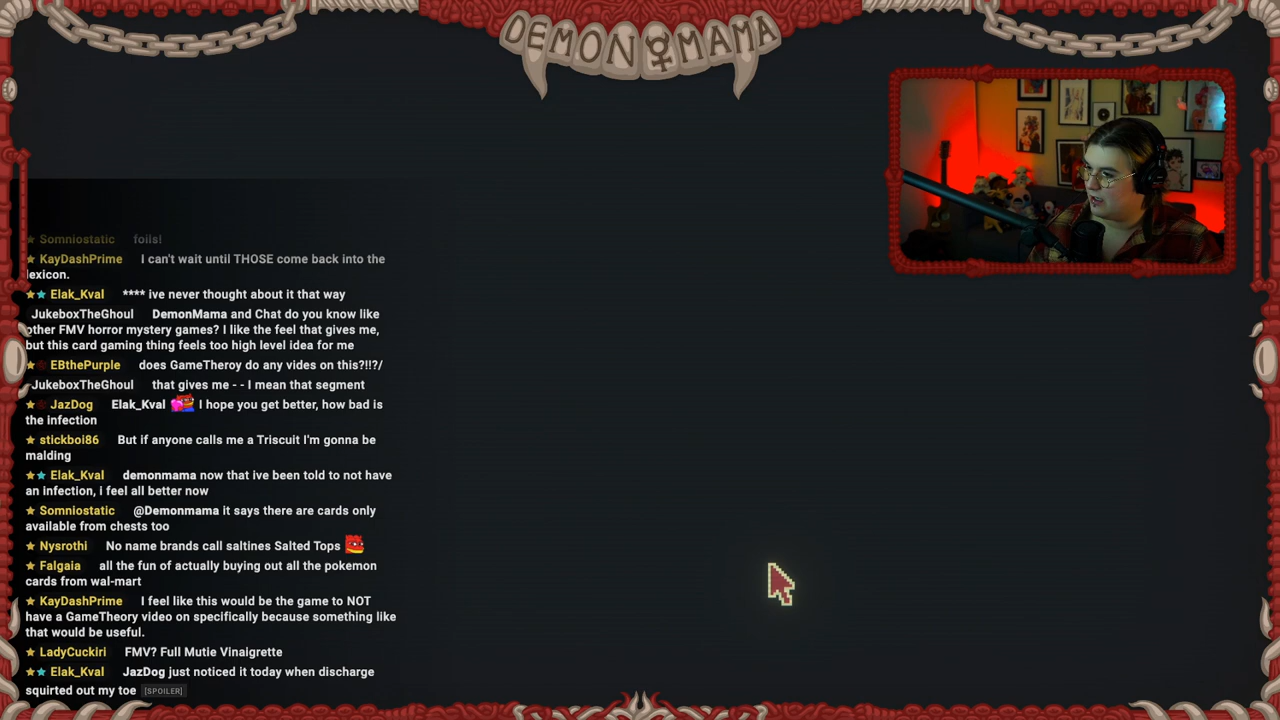 DEMON MAMA
Somniostatic foils!
KayDashPrime I can't wait until THOSE come back into the
lexicon.
Elak_Kval **** ive never thought about it that way
JukeboxTheGhoul DemonMama and Chat do you know like
other FMV horror mystery games? I like the feel that gives me,
but this card gaming thing feels too high level idea for me
EBthePurple does GameTheroy do any vides on this?!!?/
JukeboxTheGhoul that gives me - - I mean that segment
JazDog Elak_Kval I hope you get better, how bad is
the infection
stickboi86 But if anyone calls me a Triscuit I'm gonna be
malding
Elak_Kval demonmama now that ive been told to not have
an infection, i feel all better now
Somniostatic @Demonmama it says there are cards only
available from chests too
Nysrothi No name brands call saltines Salted Tops
Falgaia all the fun of actually buying out all the pokemon
cards from wal-mart
KayDashPrime I feel like this would be the game to NOT
have a GameTheory video on specifically because something like
that would be useful.
LadyCuckiri FMV? Full Mutie Vinaigrette
Elak_Kval JazDog just noticed it today when discharge
squirted out my toe [SPOILER]